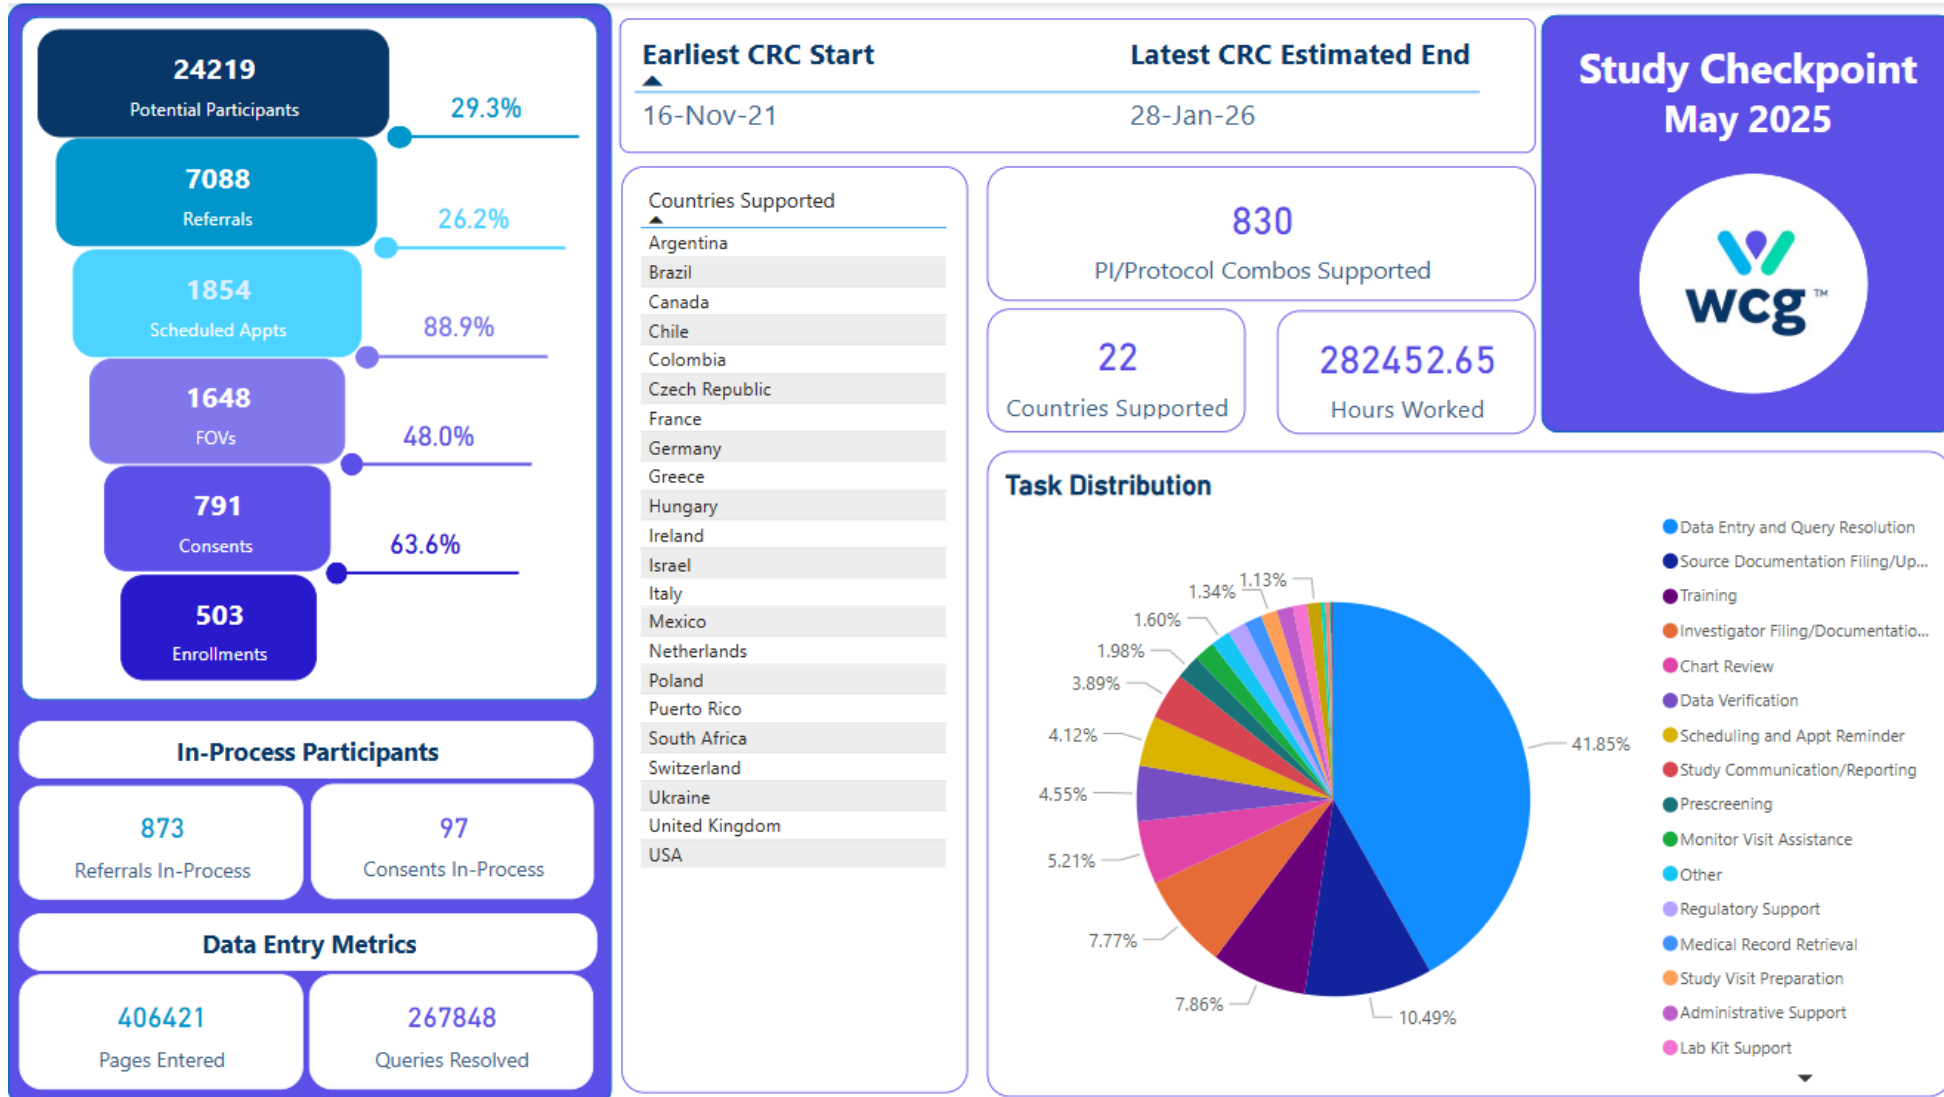 24219
Potential Participants
29.3%
7088
Referrals
26.2%
1854
Scheduled Appts
88.9%
1648
FOVs
48.0%
791
Consents
63.6%
503
Enrollments
In-Process Participants
873
Referrals In-Process
97
Consents In-Process
Data Entry Metrics
406421
Pages Entered
267848
Queries Resolved
Earliest CRC Start
Latest CRC Estimated End
16-Nov-21
28-Jan-26
Countries Supported
Argentina
Brazil
Canada
Chile
Colombia
Czech Republic
France
Germany
Greece
Hungary
Ireland
Israel
Italy
Mexico
Netherlands
Poland
Puerto Rico
South Africa
Switzerland
Ukraine
United Kingdom
USA
830
PI/Protocol Combos Supported
22
Countries Supported
282452.65
Hours Worked
Study Checkpoint
May 2025
wcg™
Task Distribution
41.85%
10.49%
7.86%
7.77%
5.21%
4.55%
4.12%
3.89%
1.98%
1.60%
1.34%
1.13%
Data Entry and Query Resolution
Source Documentation Filing/Up...
Training
Investigator Filing/Documentatio...
Chart Review
Data Verification
Scheduling and Appt Reminder
Study Communication/Reporting
Prescreening
Monitor Visit Assistance
Other
Regulatory Support
Medical Record Retrieval
Study Visit Preparation
Administrative Support
Lab Kit Support